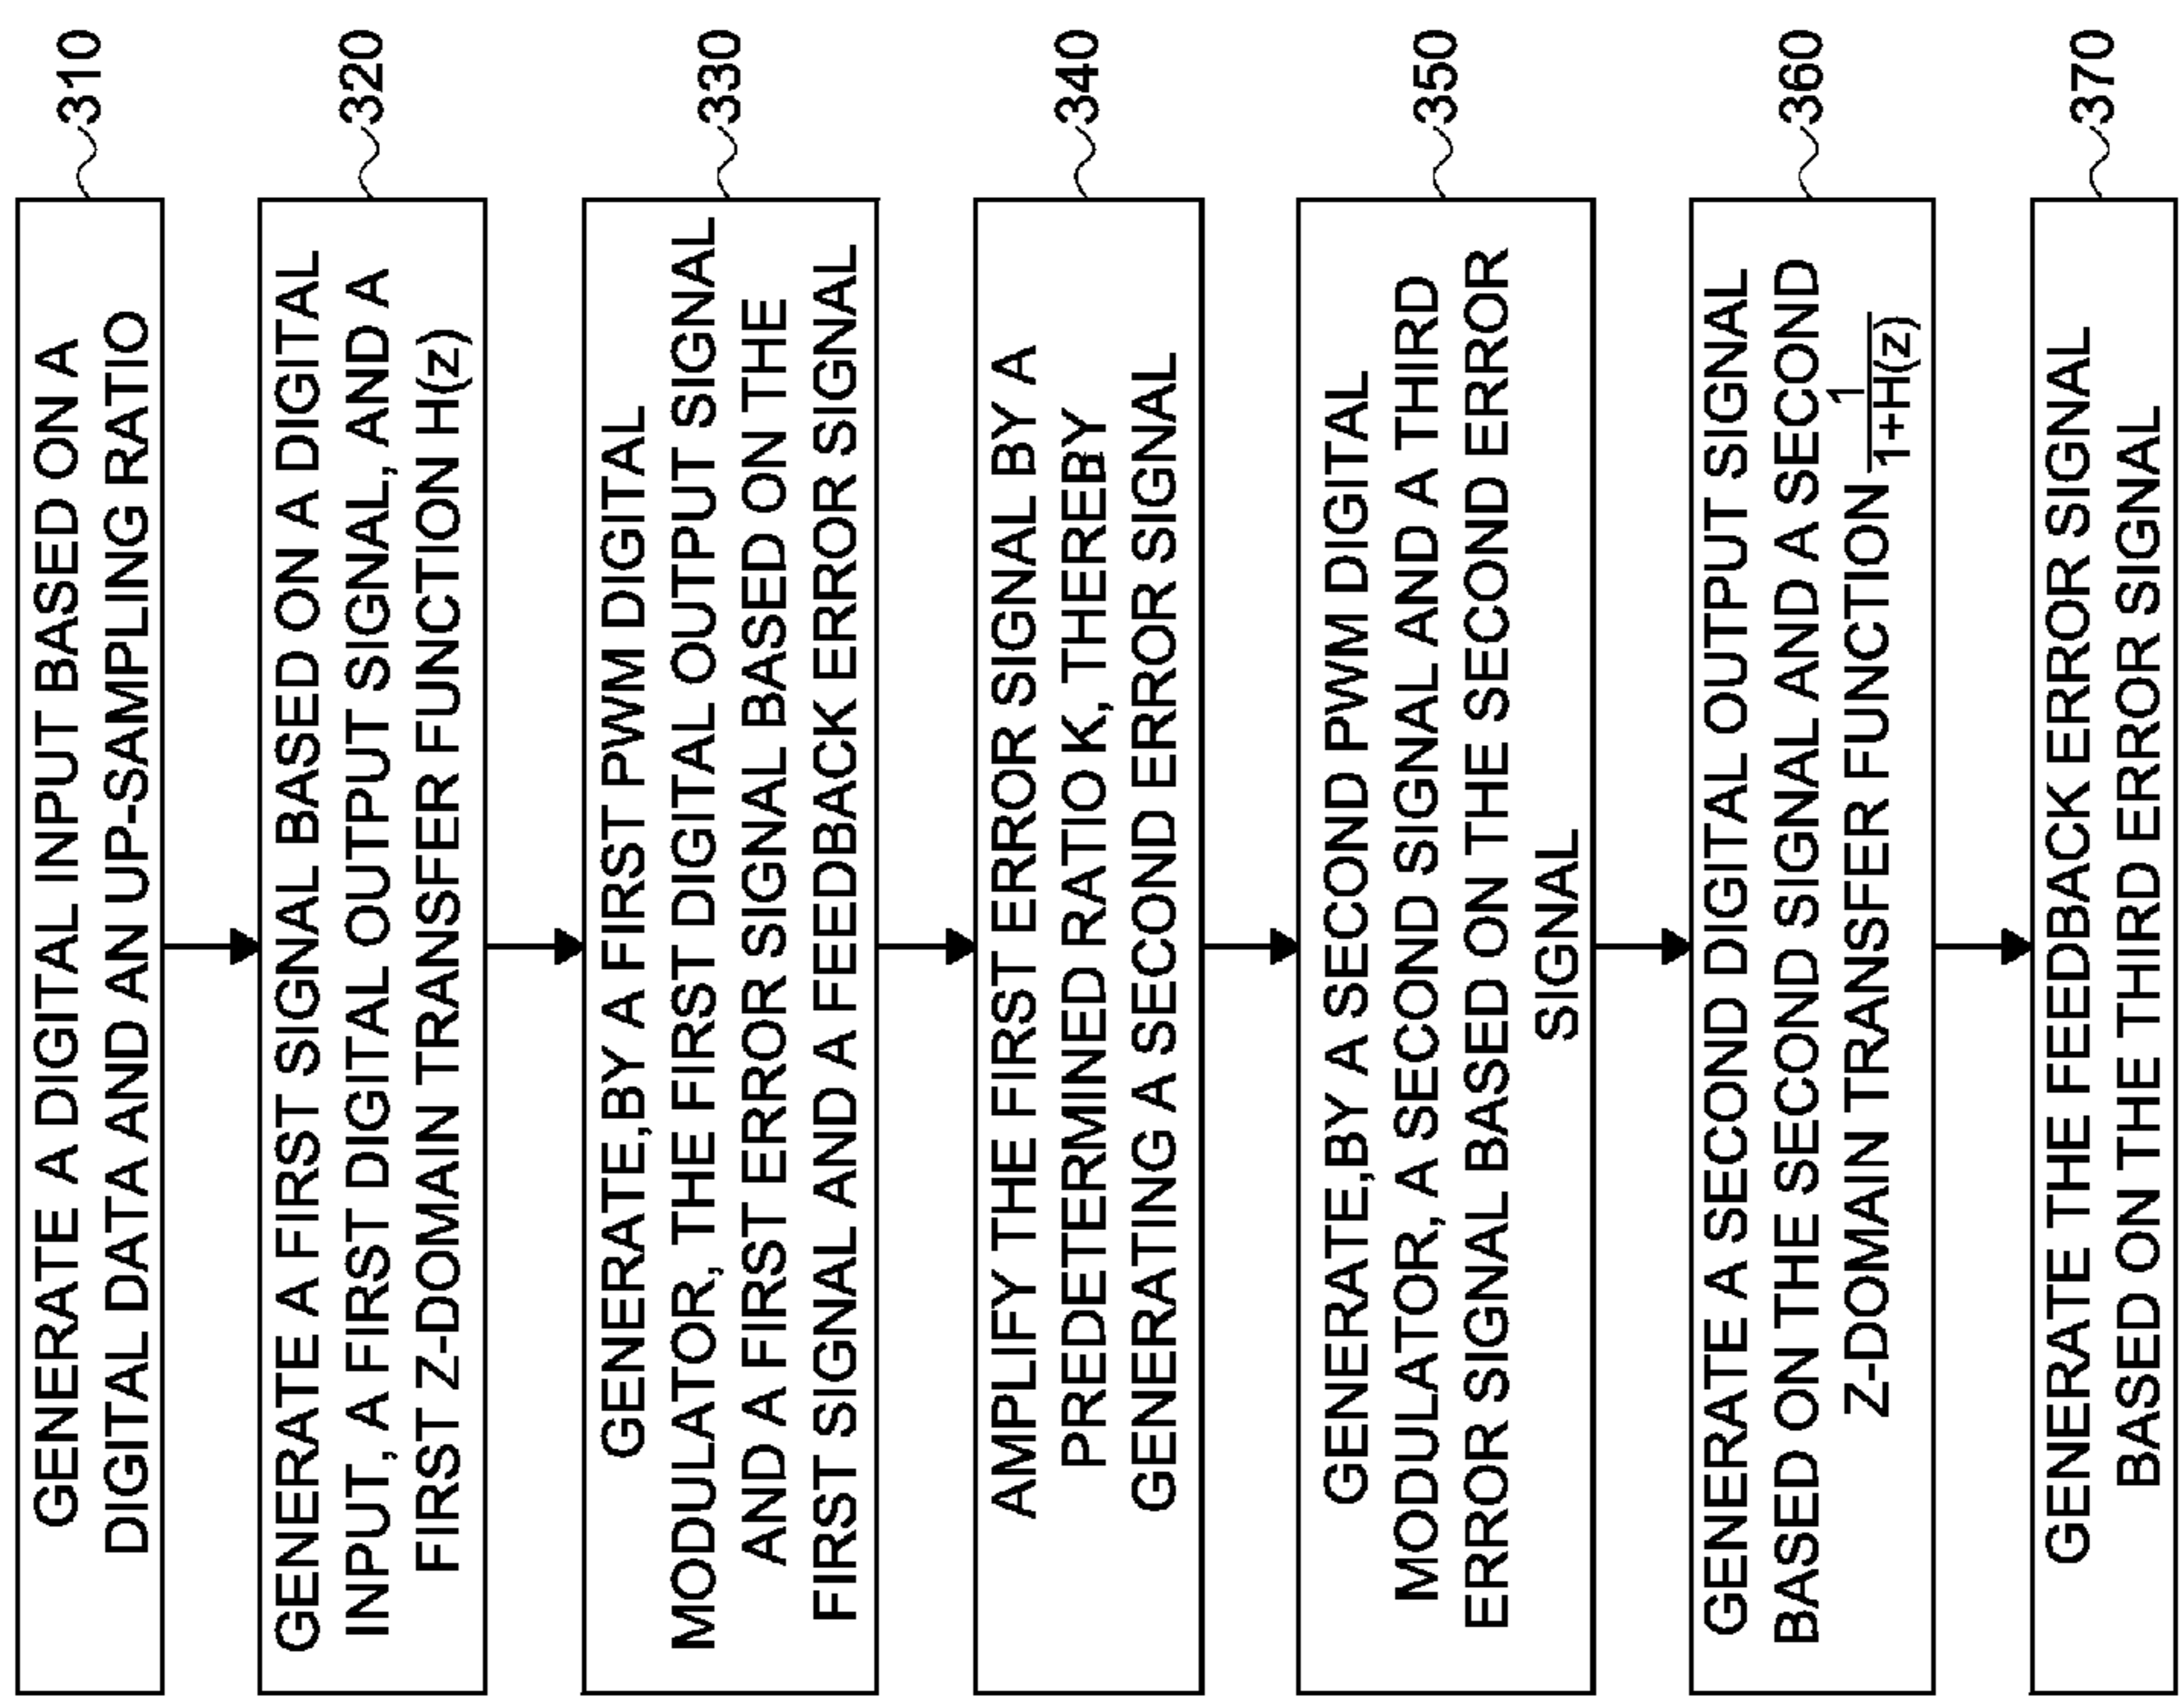 GENERATE A DIGITAL INPUT BASED ON A
DIGITAL DATA AND AN UP-SAMPLING RATIO
310
GENERATE A FIRST SIGNAL BASED ON A DIGITAL
INPUT, A FIRST DIGITAL OUTPUT SIGNAL, AND A
FIRST Z-DOMAIN TRANSFER FUNCTION H(z)
320
GENERATE,BY A FIRST PWM DIGITAL
MODULATOR, THE FIRST DIGITAL OUTPUT SIGNAL
AND A FIRST ERROR SIGNAL BASED ON THE
FIRST SIGNAL AND A FEEDBACK ERROR SIGNAL
330
AMPLIFY THE FIRST ERROR SIGNAL BY A
PREDETERMINED RATIO K, THEREBY
GENERATING A SECOND ERROR SIGNAL
340
GENERATE,BY A SECOND PWM DIGITAL
MODULATOR, A SECOND SIGNAL AND A THIRD
ERROR SIGNAL BASED ON THE SECOND ERROR
SIGNAL
350
GENERATE A SECOND DIGITAL OUTPUT SIGNAL
BASED ON THE SECOND SIGNAL AND A SECOND
Z-DOMAIN TRANSFER FUNCTION 1/1+H(z)
360
GENERATE THE FEEDBACK ERROR SIGNAL
BASED ON THE THIRD ERROR SIGNAL
370